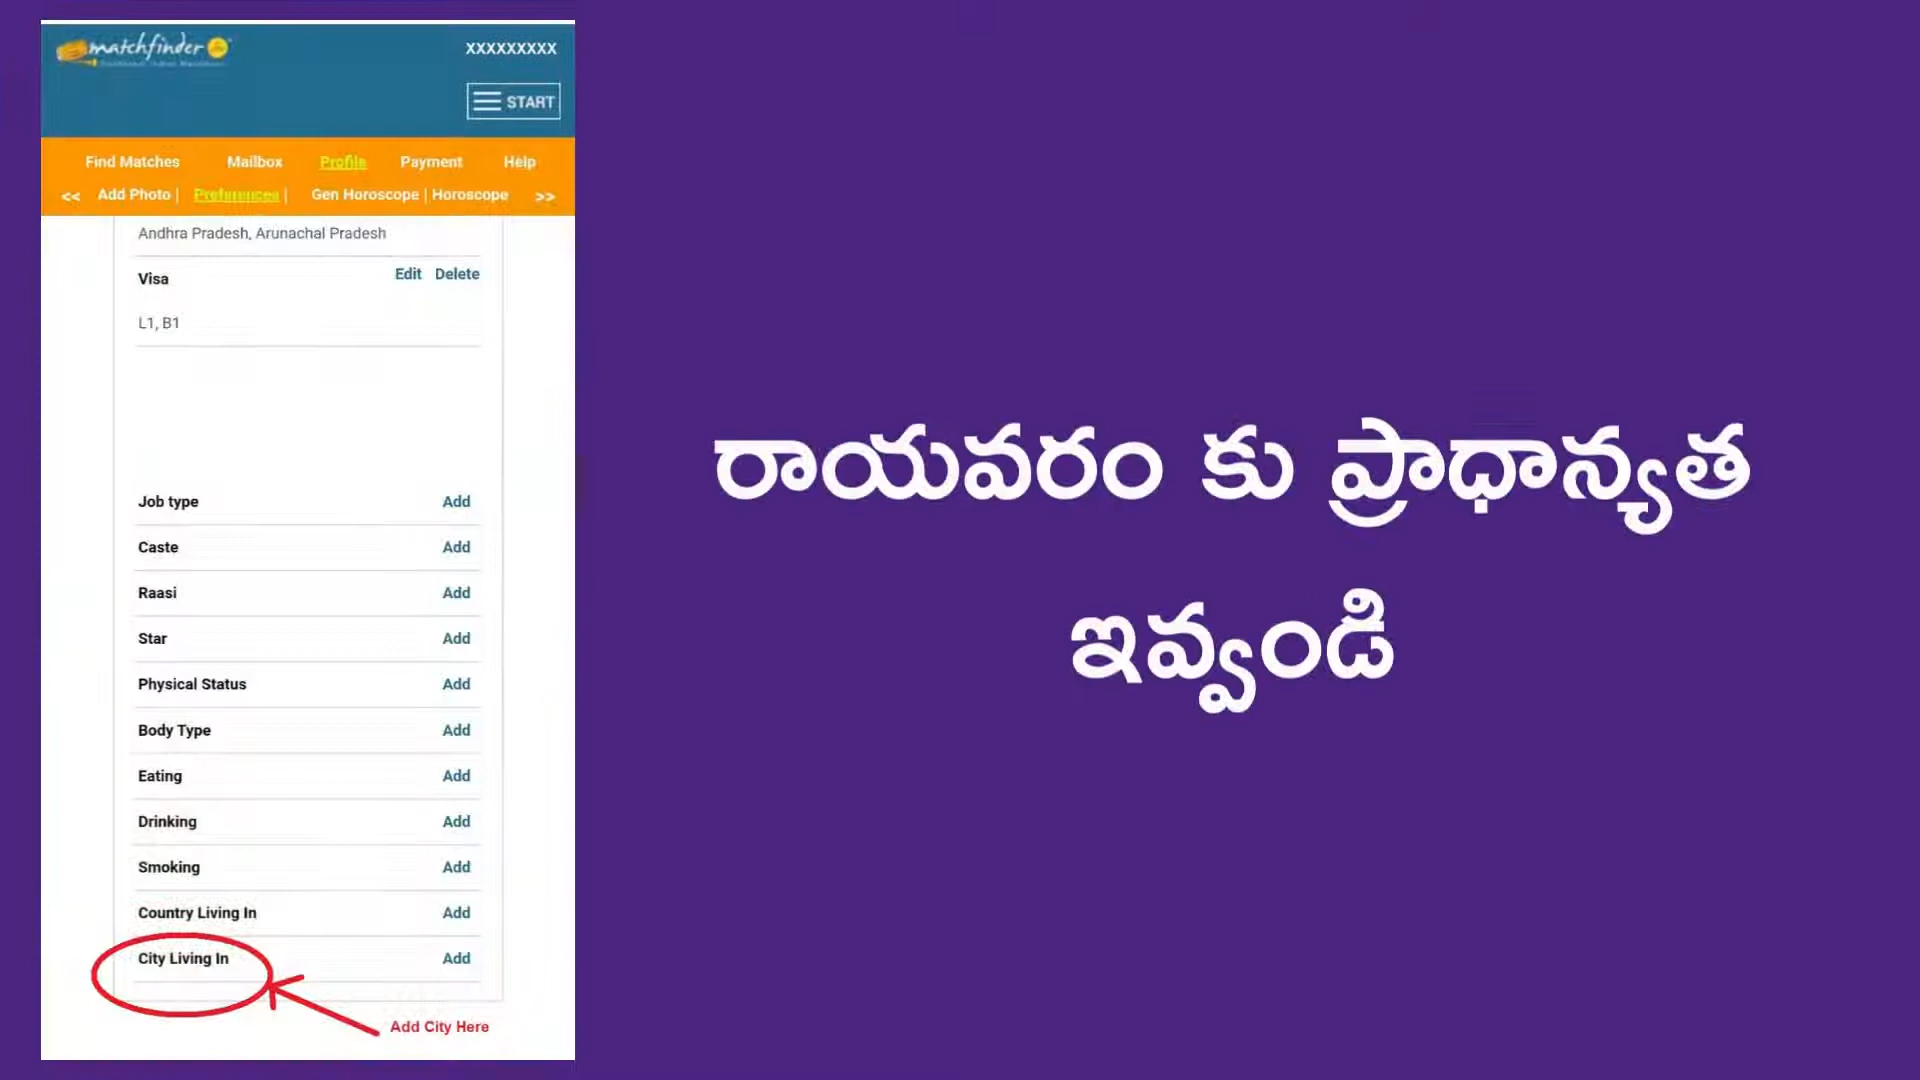 matchfinder
XXXXXXXXX
START
Find Matches Mailbox Profile Payment Help
<< Add Photo | Preferences | Gen Horoscope | Horoscope >>
Andhra Pradesh, Arunachal Pradesh
Visa Edit Delete
L1, B1
Job type Add
Caste Add
Raasi Add
Star Add
Physical Status Add
Body Type Add
Eating Add
Drinking Add
Smoking Add
Country Living In Add
City Living In Add
Add City Here
రాయవరం కు ప్రాధాన్యత
ఇవ్వండి